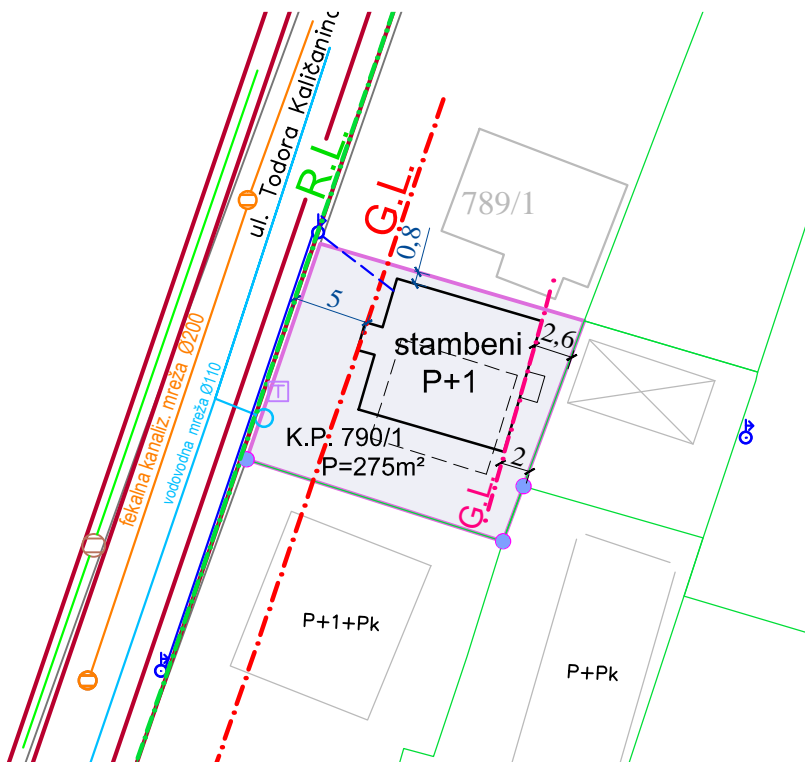 ul. Todora Kaličanina
R.L.
G.L.
0,8
789/1
5
2,6
stambeni
P+1
fekalna kanaliz. mreža Ø200
vodovodna mreža Ø110
T
K.P. 790/1
P=275m²
2
G.L.
P+1+Pk
P+Pk